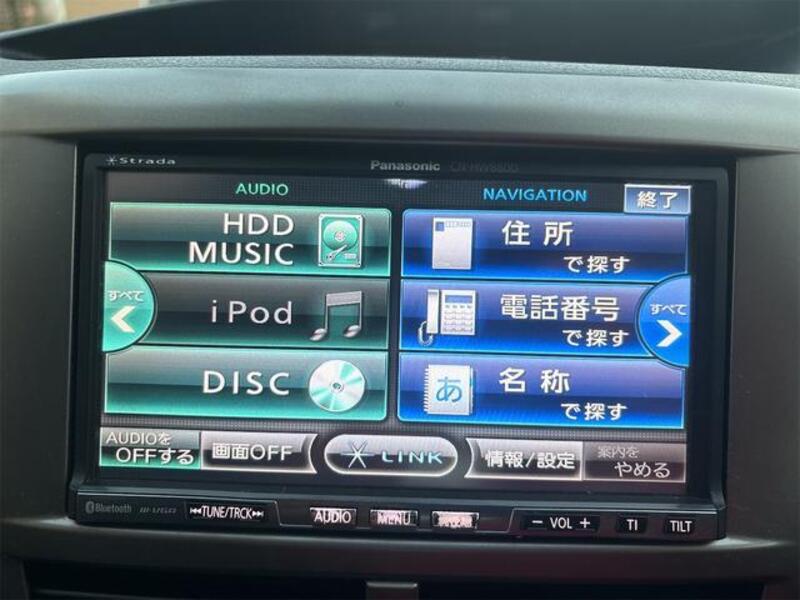 Strada
Panasonic
AUDIO
NAVIGATION
終了
HDD
MUSIC
住所
で探す
すべて
iPod
電話番号
で探す
すべて
DISC
名称
あ
で探す
AUDIOを
OFFする
画面OFF
LINK
情報/設定
案内を
やめる
Bluetooth
TUNE/TRCK
AUDIO
MENU
− VOL +
TILT